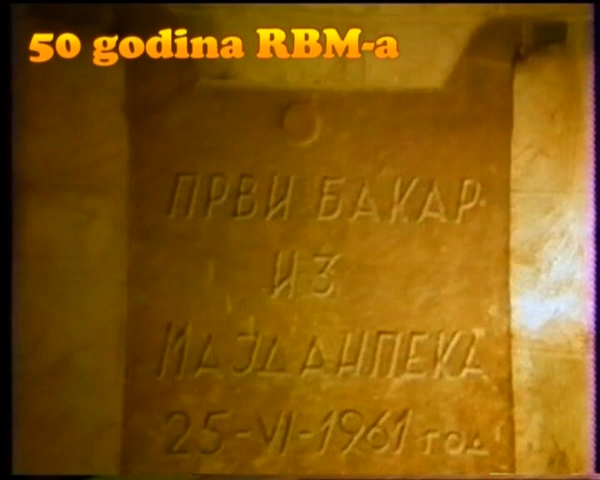 50 godina RBM-a
ПРВИ БАКАР
ИЗ
МАЈДАНПЕКА
25-VI-1961 год